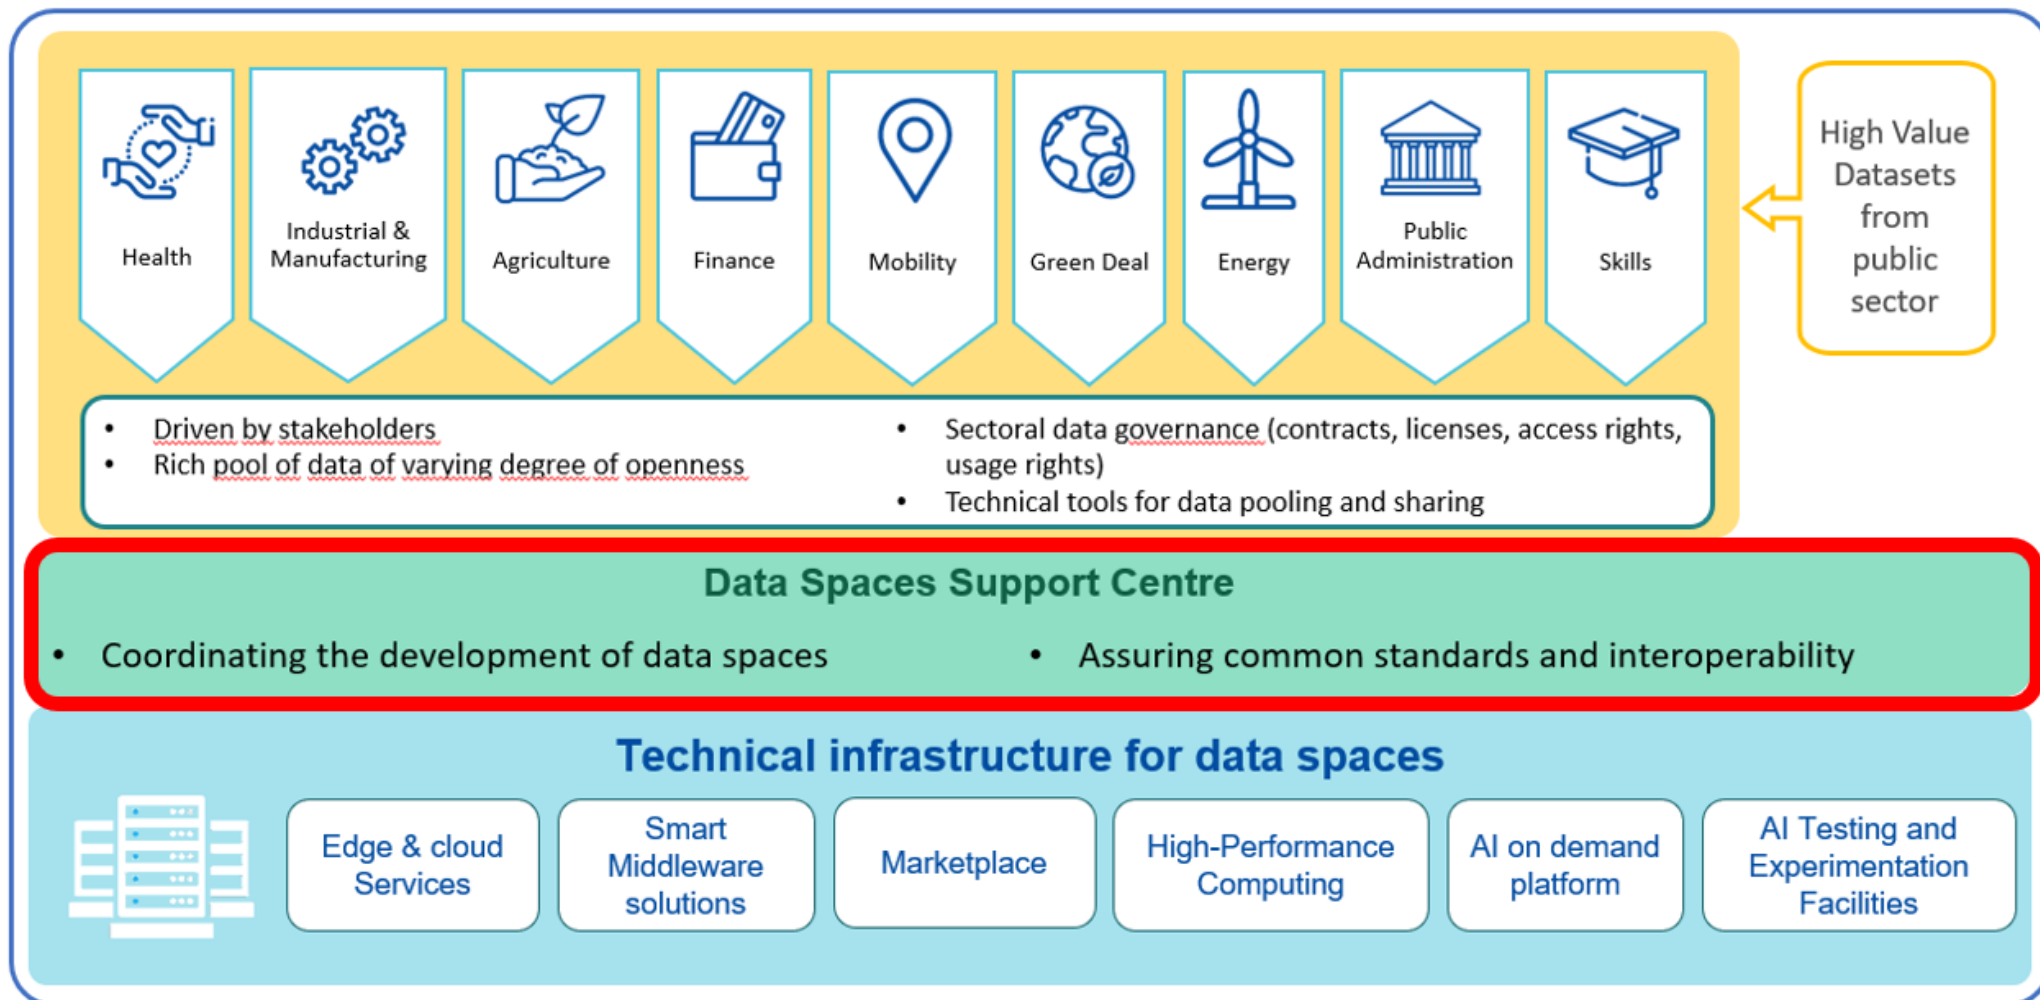 Health
Industrial &
Manufacturing
Agriculture
Finance
Mobility
Green Deal
Energy
Public
Administration
Skills
High Value
Datasets
from
public
sector
• Driven by stakeholders
• Rich pool of data of varying degree of openness
• Sectoral data governance (contracts, licenses, access rights,
usage rights)
• Technical tools for data pooling and sharing
Data Spaces Support Centre
• Coordinating the development of data spaces
• Assuring common standards and interoperability
Technical infrastructure for data spaces
Edge & cloud
Services
Smart
Middleware
solutions
Marketplace
High-Performance
Computing
AI on demand
platform
AI Testing and
Experimentation
Facilities